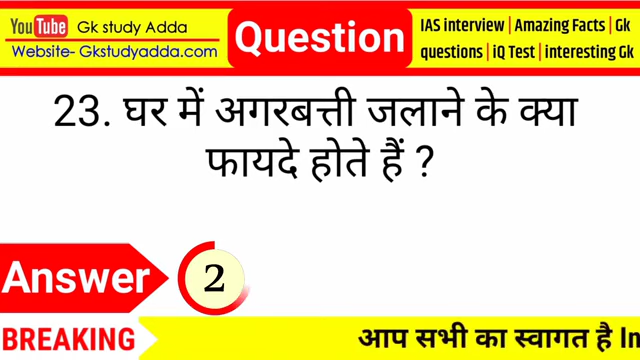 YouTube Gk study Adda
Website- Gkstudyadda.com
Question
IAS interview | Amazing Facts | Gk
questions | iQ Test | interesting Gk
23. घर में अगरबत्ती जलाने के क्या
फायदे होते हैं ?
Answer 2
BREAKING आप सभी का स्वागत है In